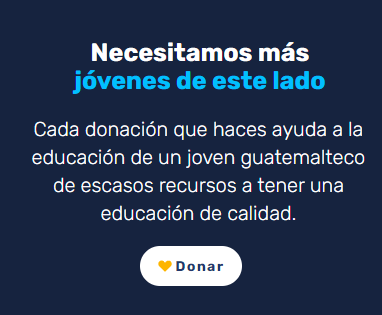 Necesitamos más
jóvenes de este lado
Cada donación que haces ayuda a la
educación de un joven guatemalteco
de escasos recursos a tener una
educación de calidad.
Donar